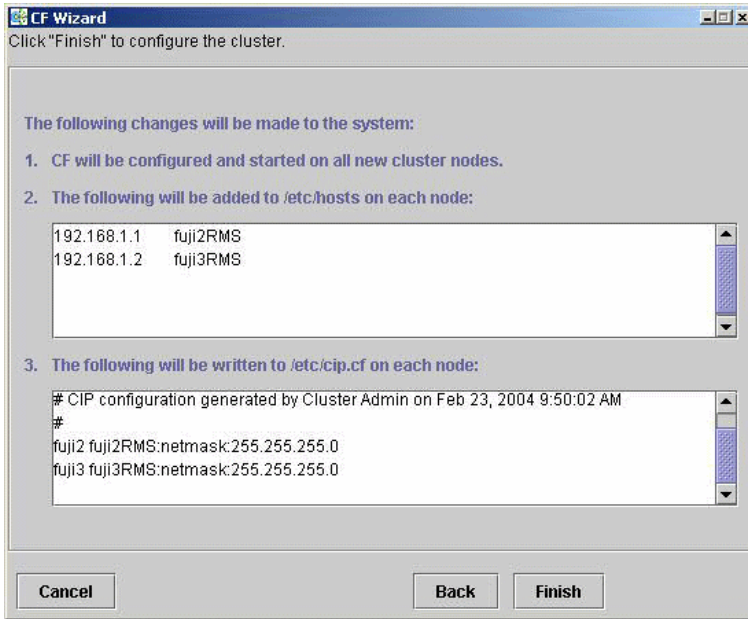 CF Wizard
Click "Finish" to configure the cluster.
The following changes will be made to the system:
1. CF will be configured and started on all new cluster nodes.
2. The following will be added to /etc/hosts on each node:
192.168.1.1 fuji2RMS
192.168.1.2 fuji3RMS
3. The following will be written to /etc/cip.cf on each node:
# CIP configuration generated by Cluster Admin on Feb 23, 2004 9:50:02 AM
#
fuji2 fuji2RMS:netmask:255.255.255.0
fuji3 fuji3RMS:netmask:255.255.255.0
Cancel Back Finish